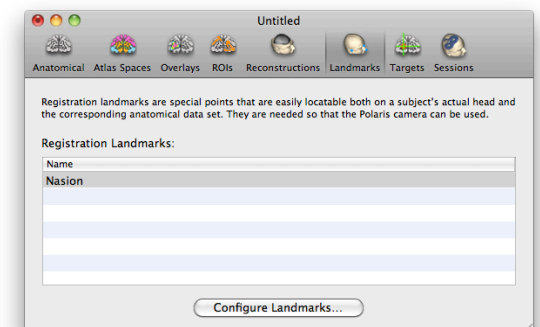 Untitled
Anatomical Atlas Spaces Overlays ROIs Reconstructions Landmarks Targets Sessions
Registration landmarks are special points that are easily locatable both on a subject's actual head and
the corresponding anatomical data set. They are needed so that the Polaris camera can be used.
Registration Landmarks:
Name
Nasion
Configure Landmarks...